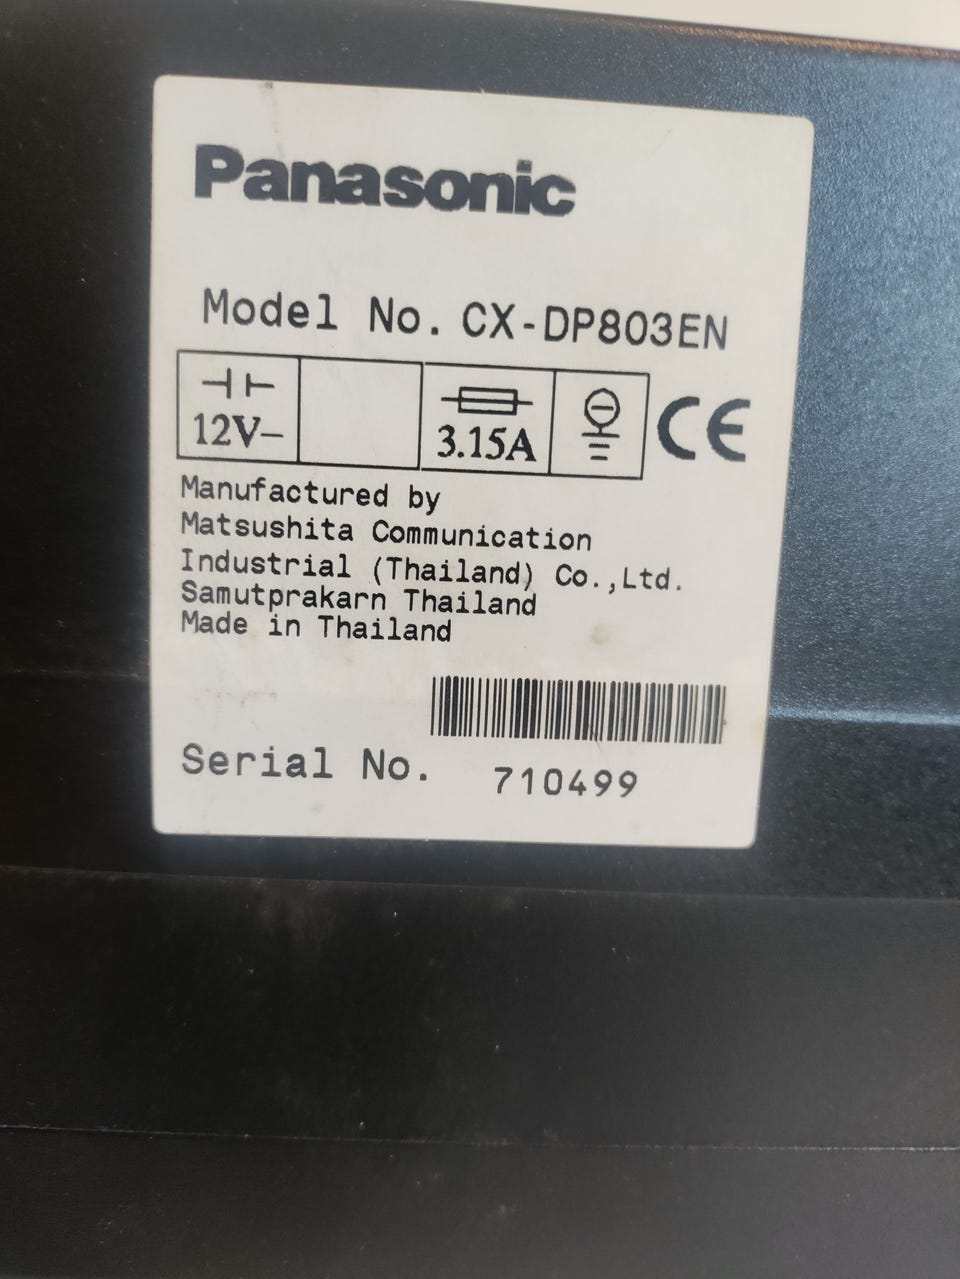 Panasonic
Model No. CX-DP803EN
12V⎓ 3.15A CE
Manufactured by
Matsushita Communication
Industrial (Thailand) Co.,Ltd.
Samutprakarn Thailand
Made in Thailand
Serial No. 710499